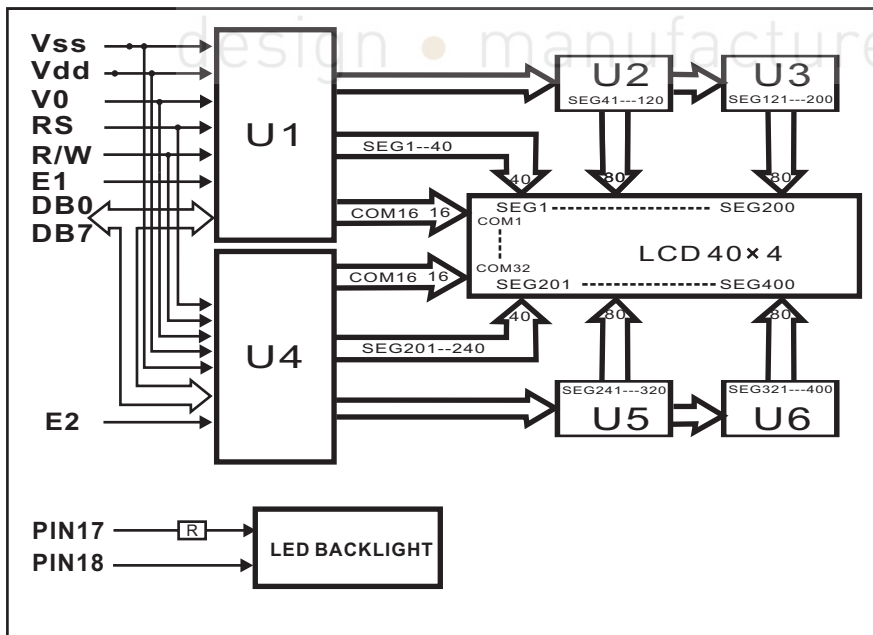 design • manufacture
Vss
Vdd
V0
RS
R/W
E1
DB0
DB7
E2
U1
U4
U2
SEG41---120
U3
SEG121---200
SEG1--40
40
80
80
COM16 16
SEG1 ------------------- SEG200
COM1
COM32
LCD 40×4
COM16 16
SEG201 ------------------ SEG400
40
80
80
SEG201--240
SEG241---320
U5
SEG321---400
U6
PIN17
R
PIN18
LED BACKLIGHT